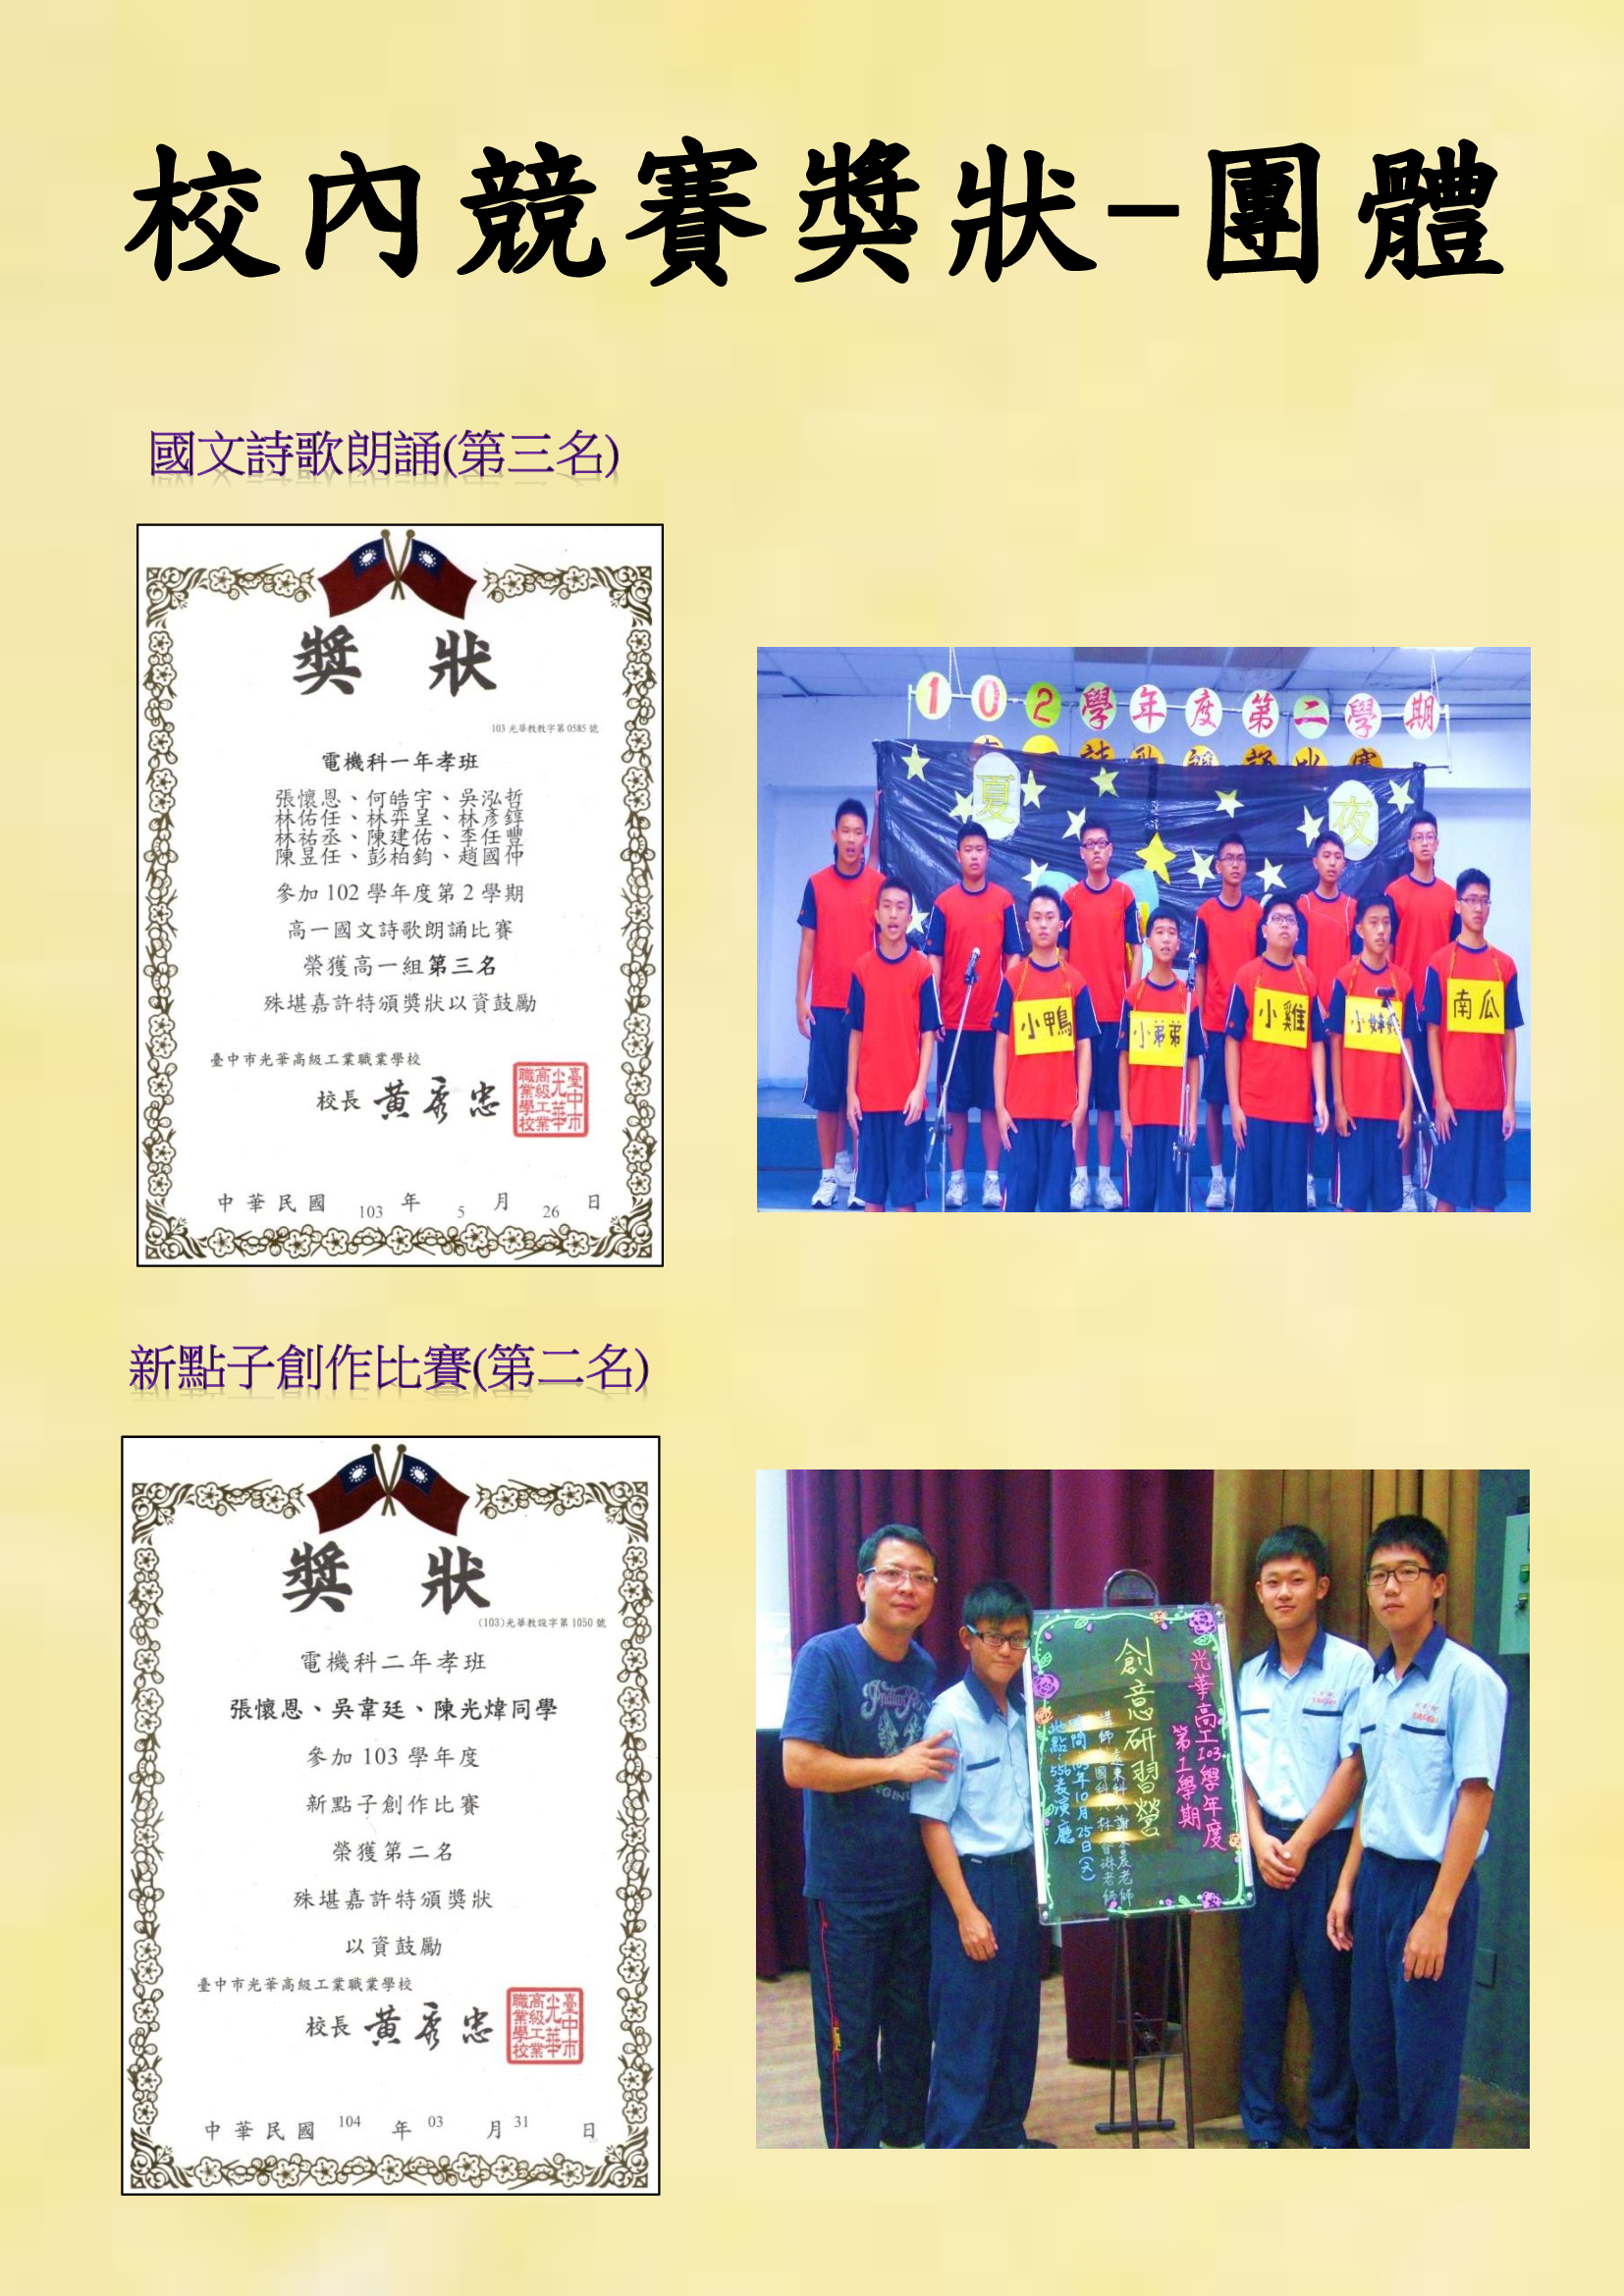 校內競賽獎狀-團體
國文詩歌朗誦(第三名)
獎 狀
103 光華教教字第 0585 號
電機科一年孝班
張懷恩、何皓宇、吳泓哲
林佑任、林弈呈、林彥錞
林祐丞、陳建佑、李任豐
陳昱任、彭柏鈞、趙國仲
參加 102 學年度第 2 學期
高一國文詩歌朗誦比賽
榮獲高一組第三名
殊堪嘉許特頒獎狀以資鼓勵
臺中市光華高級工業職業學校
校長 黃秀忠
臺中市光華高級工業職業學校
中華民國 103 年 5 月 26 日
102學年度第二學期
詩歌朗誦比賽
夏夜
小鴨
小弟弟
小雞
小妹妹
南瓜
新點子創作比賽(第二名)
獎 狀
(103)光華教設字第 1050 號
電機科二年孝班
張懷恩、吳韋廷、陳光煒同學
參加 103 學年度
新點子創作比賽
榮獲第二名
殊堪嘉許特頒獎狀
以資鼓勵
臺中市光華高級工業職業學校
校長 黃秀忠
臺中市光華高級工業職業學校
中華民國 104 年 03 月 31 日
光華高工103學年度
第1學期
創意研習營
講師
年10月25日(六)
地點:556表演廳